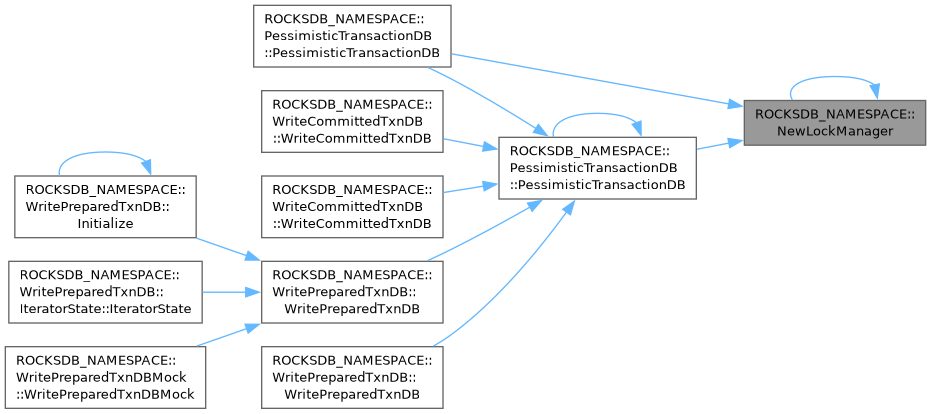 ROCKSDB_NAMESPACE::
PessimisticTransactionDB
::PessimisticTransactionDB
ROCKSDB_NAMESPACE::
WriteCommittedTxnDB
::WriteCommittedTxnDB
ROCKSDB_NAMESPACE::
NewLockManager
ROCKSDB_NAMESPACE::
PessimisticTransactionDB
::PessimisticTransactionDB
ROCKSDB_NAMESPACE::
WritePreparedTxnDB::
Initialize
ROCKSDB_NAMESPACE::
WriteCommittedTxnDB
::WriteCommittedTxnDB
ROCKSDB_NAMESPACE::
WritePreparedTxnDB::
IteratorState::IteratorState
ROCKSDB_NAMESPACE::
WritePreparedTxnDB::
WritePreparedTxnDB
ROCKSDB_NAMESPACE::
WritePreparedTxnDBMock
::WritePreparedTxnDBMock
ROCKSDB_NAMESPACE::
WritePreparedTxnDB::
WritePreparedTxnDB